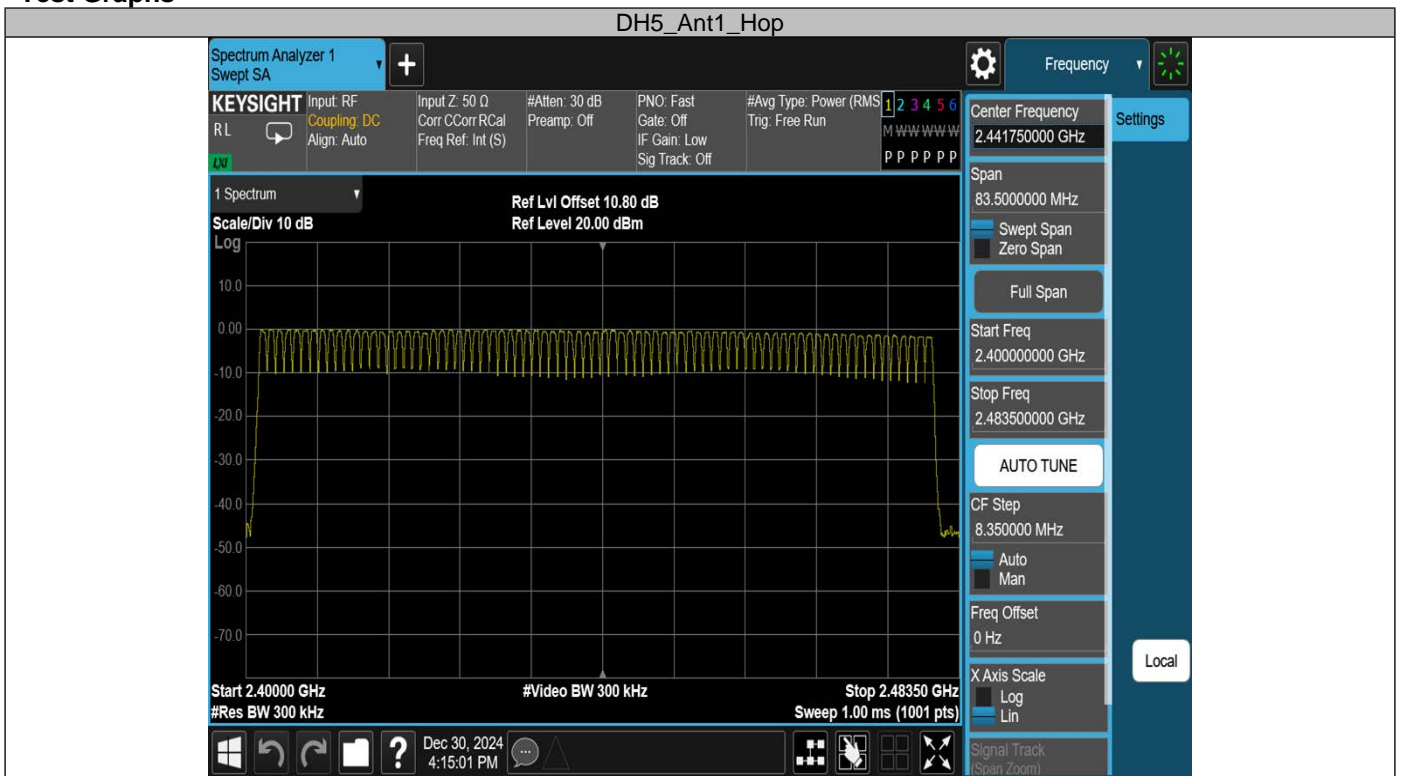 Test Graphs
DH5_Ant1_Hop
Spectrum Analyzer 1
Swept SA
Frequency
KEYSIGHT
RL
LXI
Input: RF
Coupling: DC
Align: Auto
Input Z: 50 Ω
Corr CCorr RCal
Freq Ref: Int (S)
#Atten: 30 dB
Preamp: Off
PNO: Fast
Gate: Off
IF Gain: Low
Sig Track: Off
#Avg Type: Power (RMS
Trig: Free Run
1 2 3 4 5 6
M W W W W W
P P P P P P
1 Spectrum
Scale/Div 10 dB
Ref Lvl Offset 10.80 dB
Ref Level 20.00 dBm
Log
10.0
0.00
-10.0
-20.0
-30.0
-40.0
-50.0
-60.0
-70.0
Start 2.40000 GHz
#Video BW 300 kHz
Stop 2.48350 GHz
#Res BW 300 kHz
Sweep 1.00 ms (1001 pts)
Dec 30, 2024
4:15:01 PM
Center Frequency
2.441750000 GHz
Span
83.5000000 MHz
Swept Span
Zero Span
Full Span
Start Freq
2.400000000 GHz
Stop Freq
2.483500000 GHz
AUTO TUNE
CF Step
8.350000 MHz
Auto
Man
Freq Offset
0 Hz
X Axis Scale
Log
Lin
Signal Track
(Span Zoom)
Settings
Local